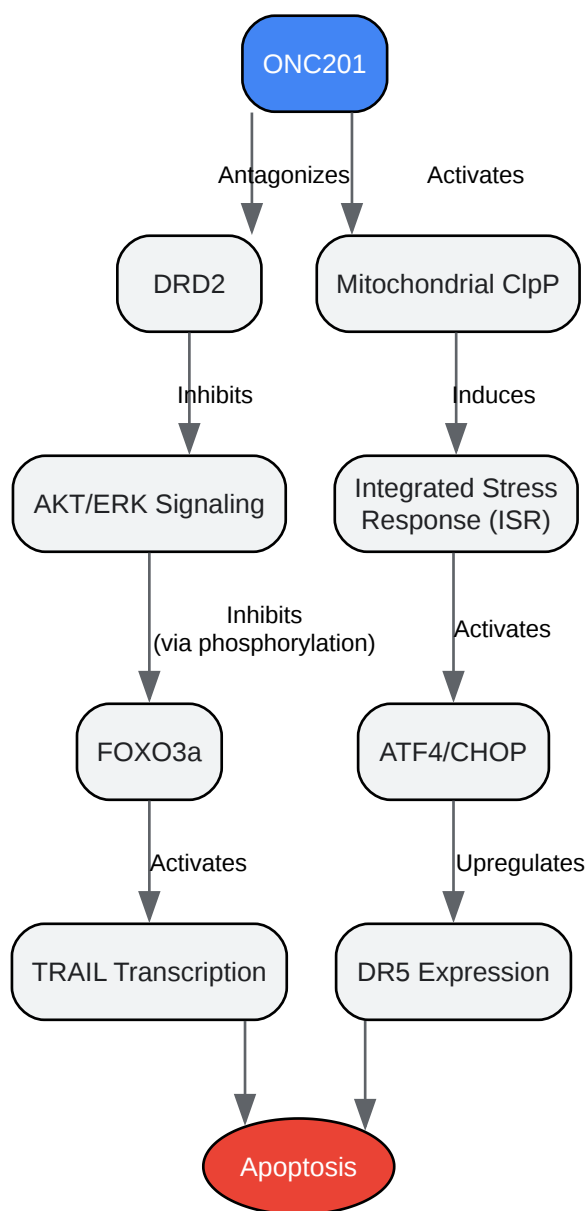 ONC201
Antagonizes
Activates
DRD2
Mitochondrial ClpP
Inhibits
Induces
AKT/ERK Signaling
Integrated Stress
Response (ISR)
Inhibits
(via phosphorylation)
Activates
FOXO3a
ATF4/CHOP
Activates
Upregulates
TRAIL Transcription
DR5 Expression
Apoptosis